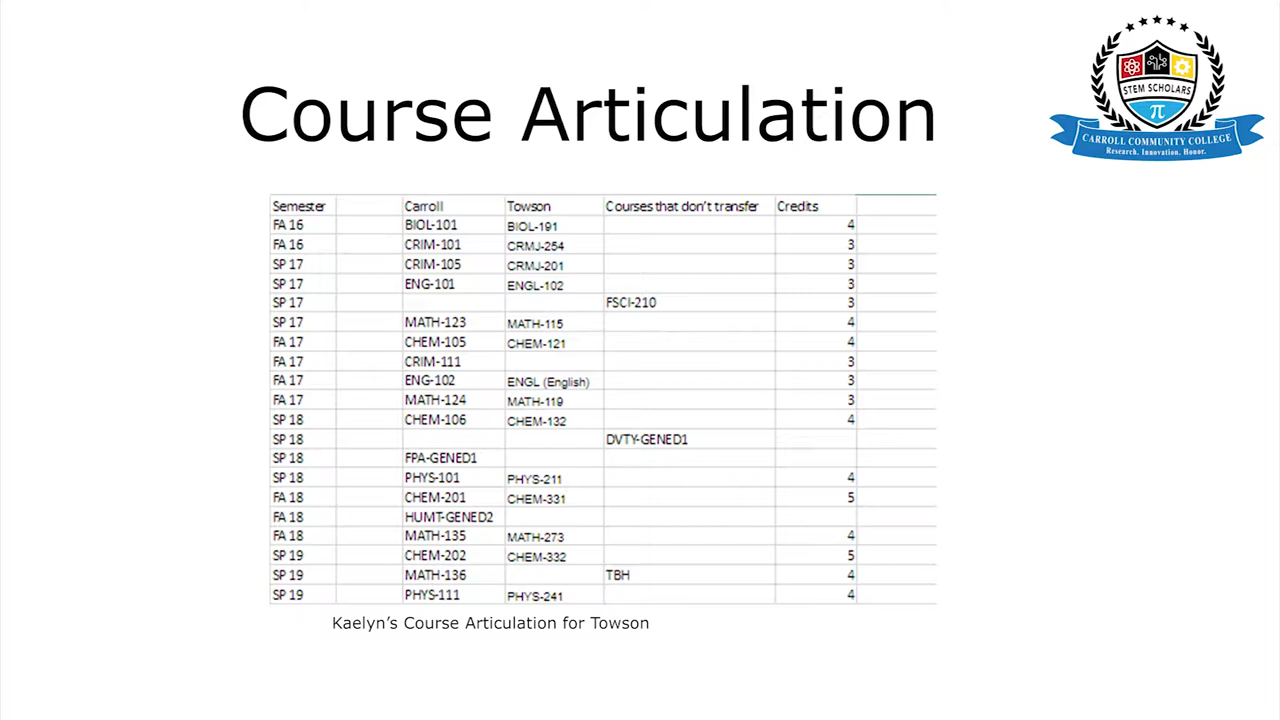 Course Articulation
STEM SCHOLARS
π
CARROLL COMMUNITY COLLEGE
Research. Innovation. Honor.
Semester Carroll Towson Courses that don't transfer Credits
FA 16 BIOL-101 BIOL-191 4
FA 16 CRIM-101 CRMJ-254 3
SP 17 CRIM-105 CRMJ-201 3
SP 17 ENG-101 ENGL-102 3
SP 17 FSCI-210 3
SP 17 MATH-123 MATH-115 4
FA 17 CHEM-105 CHEM-121 4
FA 17 CRIM-111 3
FA 17 ENG-102 ENGL (English) 3
FA 17 MATH-124 MATH-119 3
SP 18 CHEM-106 CHEM-132 4
SP 18 DVTY-GENED1
SP 18 FPA-GENED1
SP 18 PHYS-101 PHYS-211 4
FA 18 CHEM-201 CHEM-331 5
FA 18 HUMT-GENED2
FA 18 MATH-135 MATH-273 4
SP 19 CHEM-202 CHEM-332 5
SP 19 MATH-136 TBH 4
SP 19 PHYS-111 PHYS-241 4
Kaelyn's Course Articulation for Towson